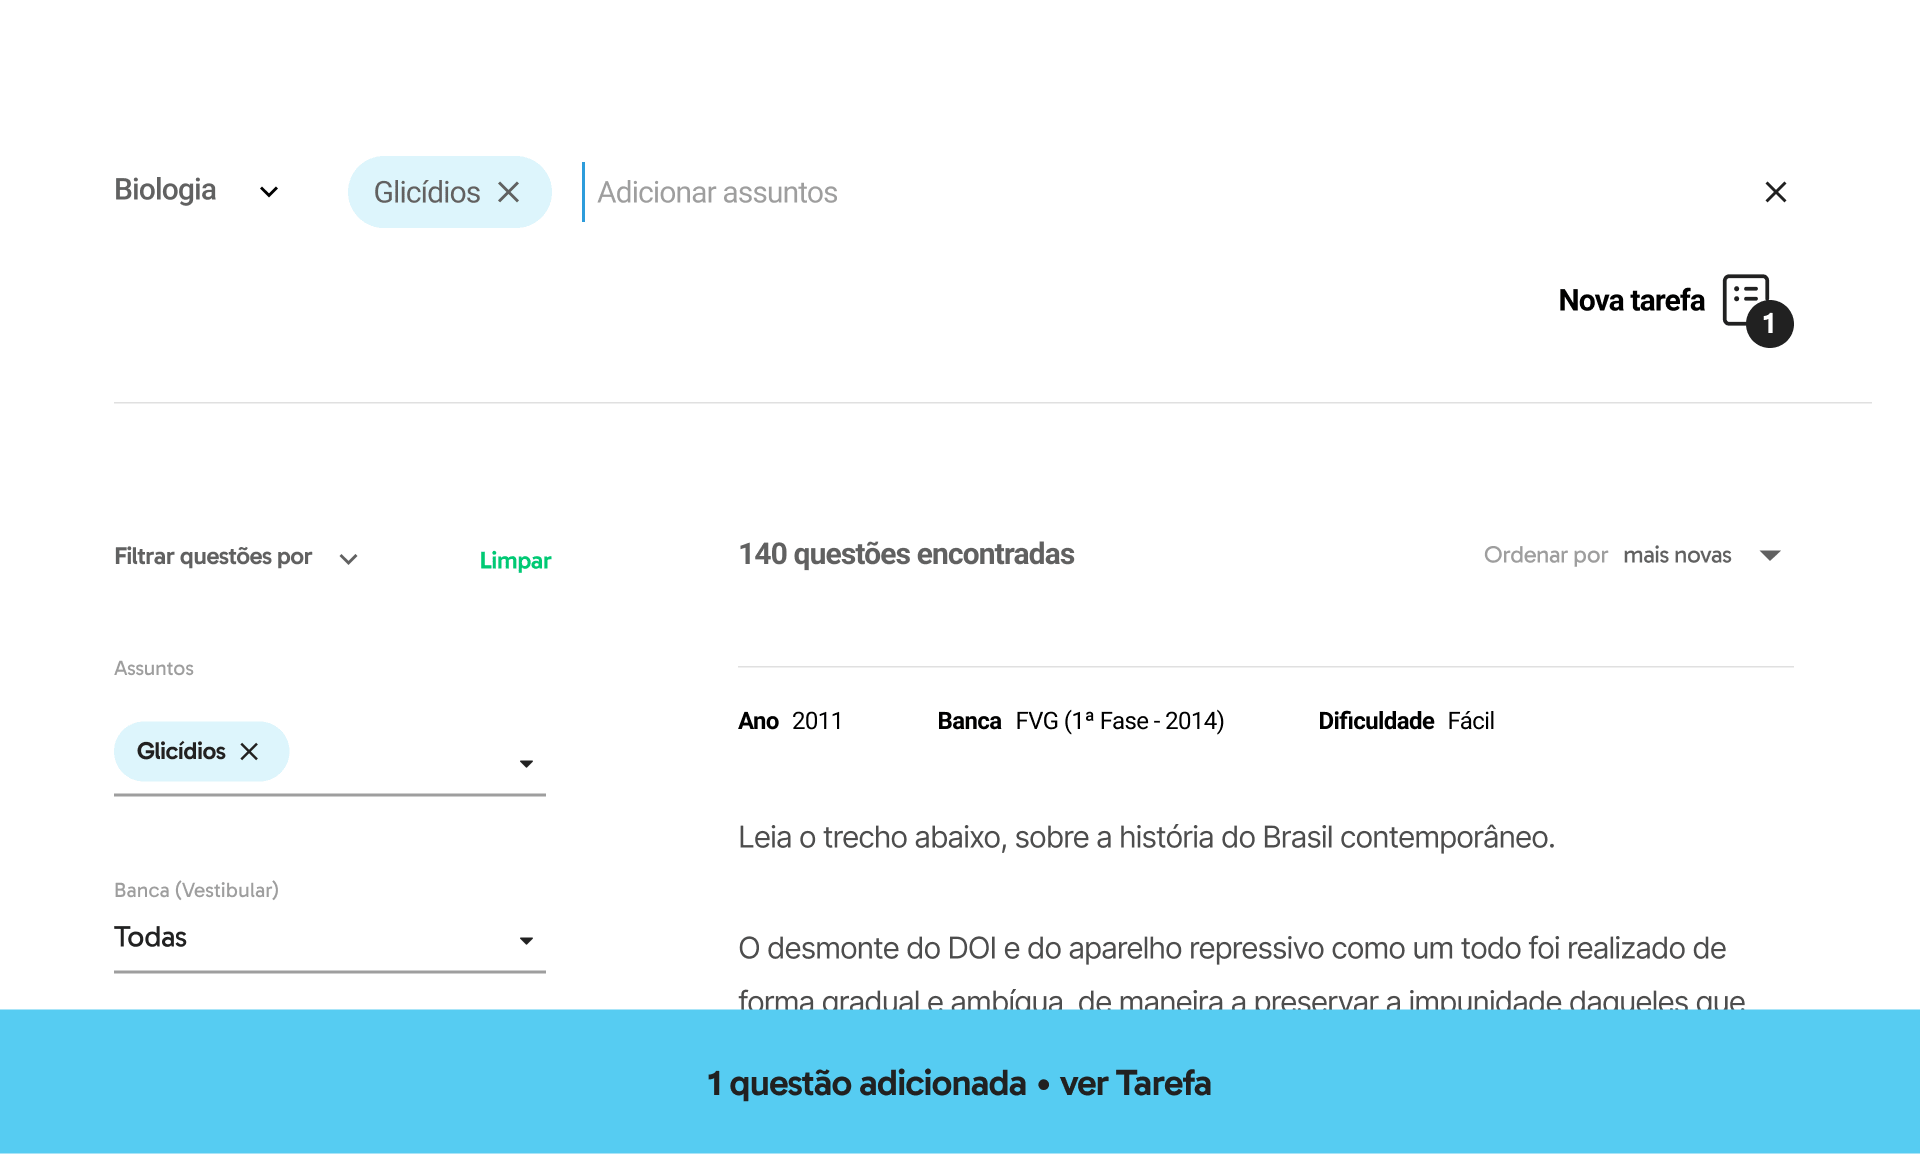 Biologia
Glicídios
Adicionar assuntos
Nova tarefa
1
Filtrar questões por
Limpar
140 questões encontradas
Ordenar por mais novas
Assuntos
Glicídios
Ano 2011 Banca FVG (1ª Fase - 2014) Dificuldade Fácil
Leia o trecho abaixo, sobre a história do Brasil contemporâneo.
Banca (Vestibular)
Todas
O desmonte do DOI e do aparelho repressivo como um todo foi realizado de
forma gradual e ambígua, de maneira a preservar a impunidade daqueles que
1 questão adicionada • ver Tarefa